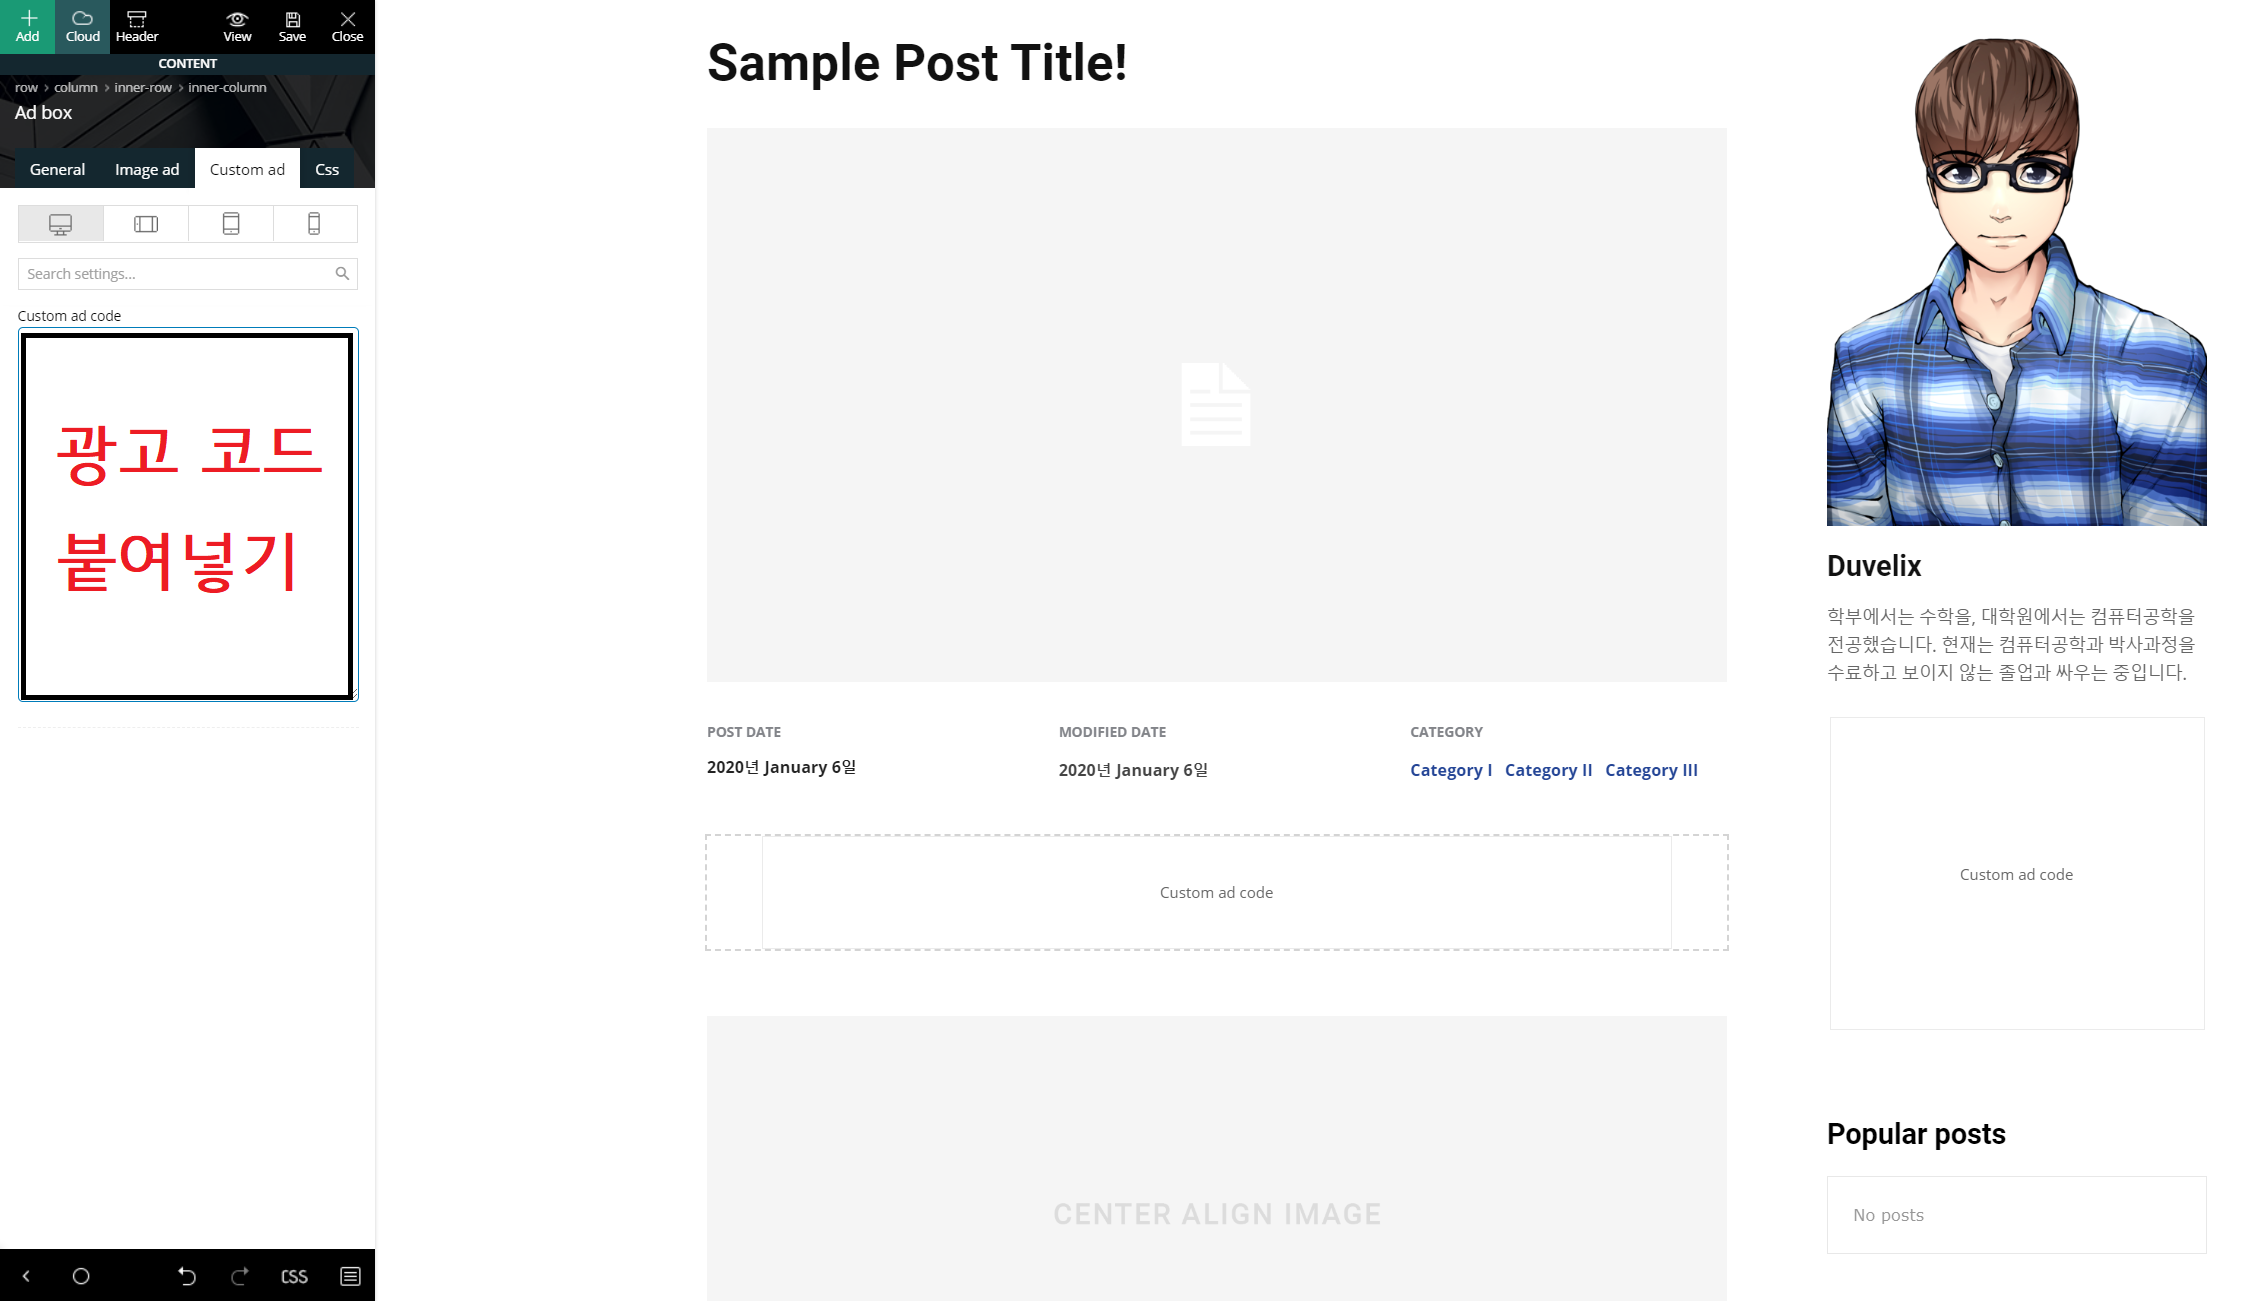 Add
Cloud
Header
View
Save
Close
CONTENT
row > column > inner-row > inner-column
Ad box
General
Image ad
Custom ad
Css
Search settings...
Custom ad code
광고 코드
붙여넣기
CSS
Sample Post Title!
POST DATE
2020년 January 6일
MODIFIED DATE
2020년 January 6일
CATEGORY
Category I Category II Category III
Custom ad code
CENTER ALIGN IMAGE
Duvelix
학부에서는 수학을, 대학원에서는 컴퓨터공학을
전공했습니다. 현재는 컴퓨터공학과 박사과정을
수료하고 보이지 않는 졸업과 싸우는 중입니다.
Custom ad code
Popular posts
No posts